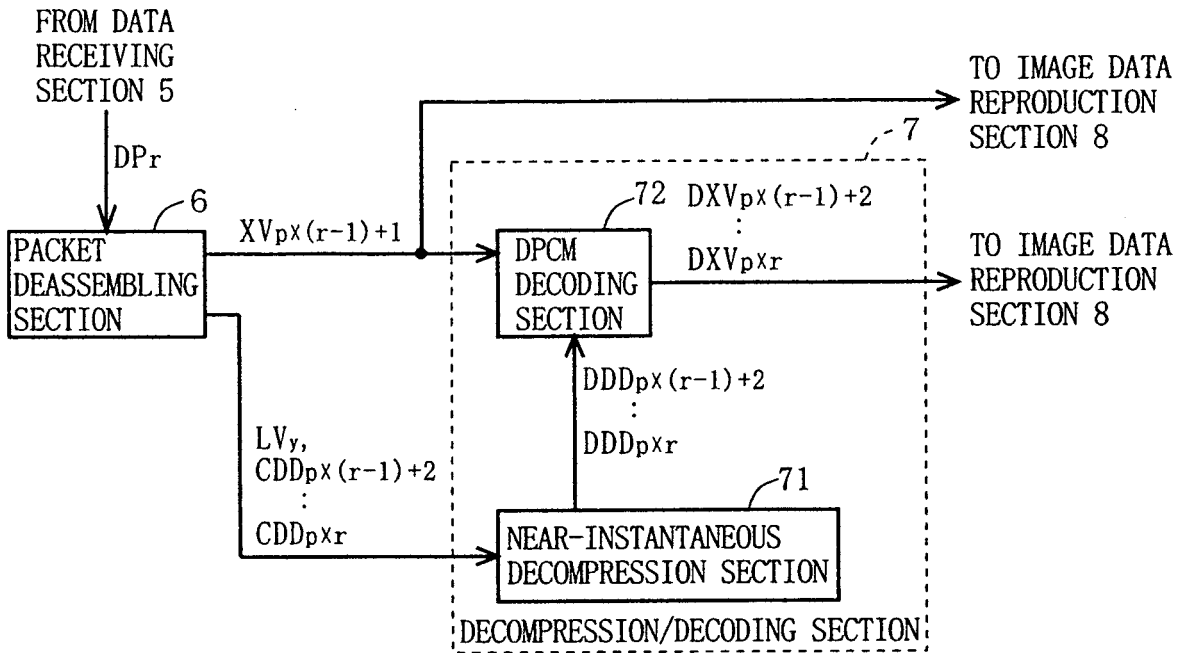 FROM DATA
RECEIVING
SECTION 5
DPr
6
PACKET
DEASSEMBLING
SECTION
XVp×(r-1)+1
TO IMAGE DATA
REPRODUCTION
SECTION 8
7
72
DPCM
DECODING
SECTION
DXVp×(r-1)+2
⋮
DXVp×r
TO IMAGE DATA
REPRODUCTION
SECTION 8
DDDp×(r-1)+2
⋮
DDDp×r
LVy,
CDDp×(r-1)+2
⋮
CDDp×r
71
NEAR-INSTANTANEOUS
DECOMPRESSION SECTION
DECOMPRESSION/DECODING SECTION